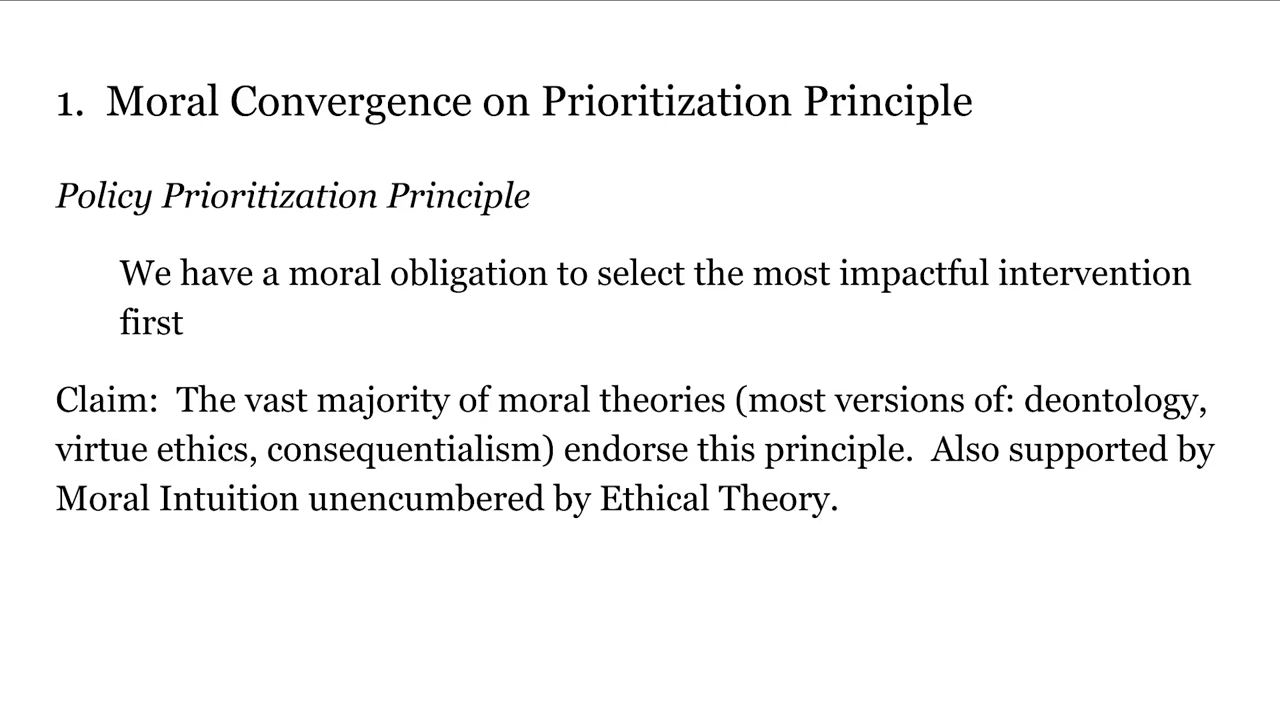 1. Moral Convergence on Prioritization Principle
Policy Prioritization Principle
We have a moral obligation to select the most impactful intervention
first
Claim: The vast majority of moral theories (most versions of: deontology,
virtue ethics, consequentialism) endorse this principle. Also supported by
Moral Intuition unencumbered by Ethical Theory.